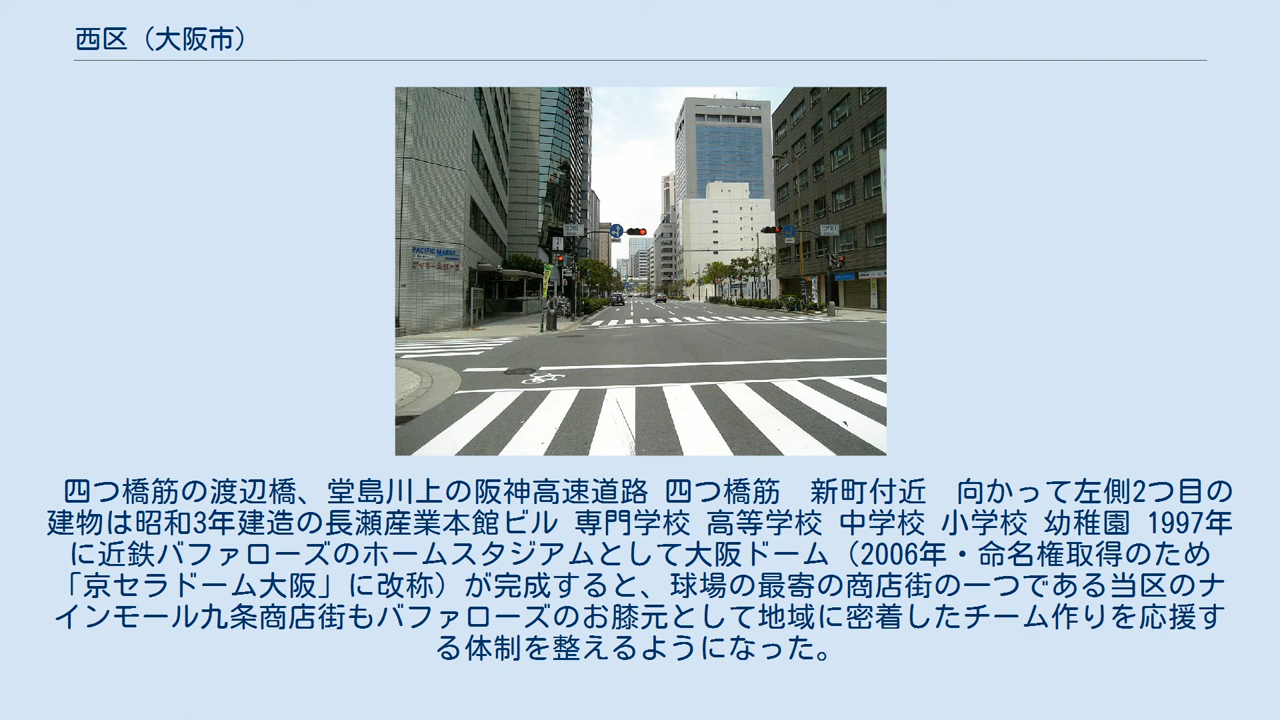 西区（大阪市）
PACIFIC MARKS
四つ橋筋の渡辺橋、堂島川上の阪神高速道路 四つ橋筋　新町付近　向かって左側2つ目の
建物は昭和3年建造の長瀬産業本館ビル 専門学校 高等学校 中学校 小学校 幼稚園 1997年
に近鉄バファローズのホームスタジアムとして大阪ドーム（2006年・命名権取得のため
「京セラドーム大阪」に改称）が完成すると、球場の最寄の商店街の一つである当区のナ
インモール九条商店街もバファローズのお膝元として地域に密着したチーム作りを応援す
る体制を整えるようになった。